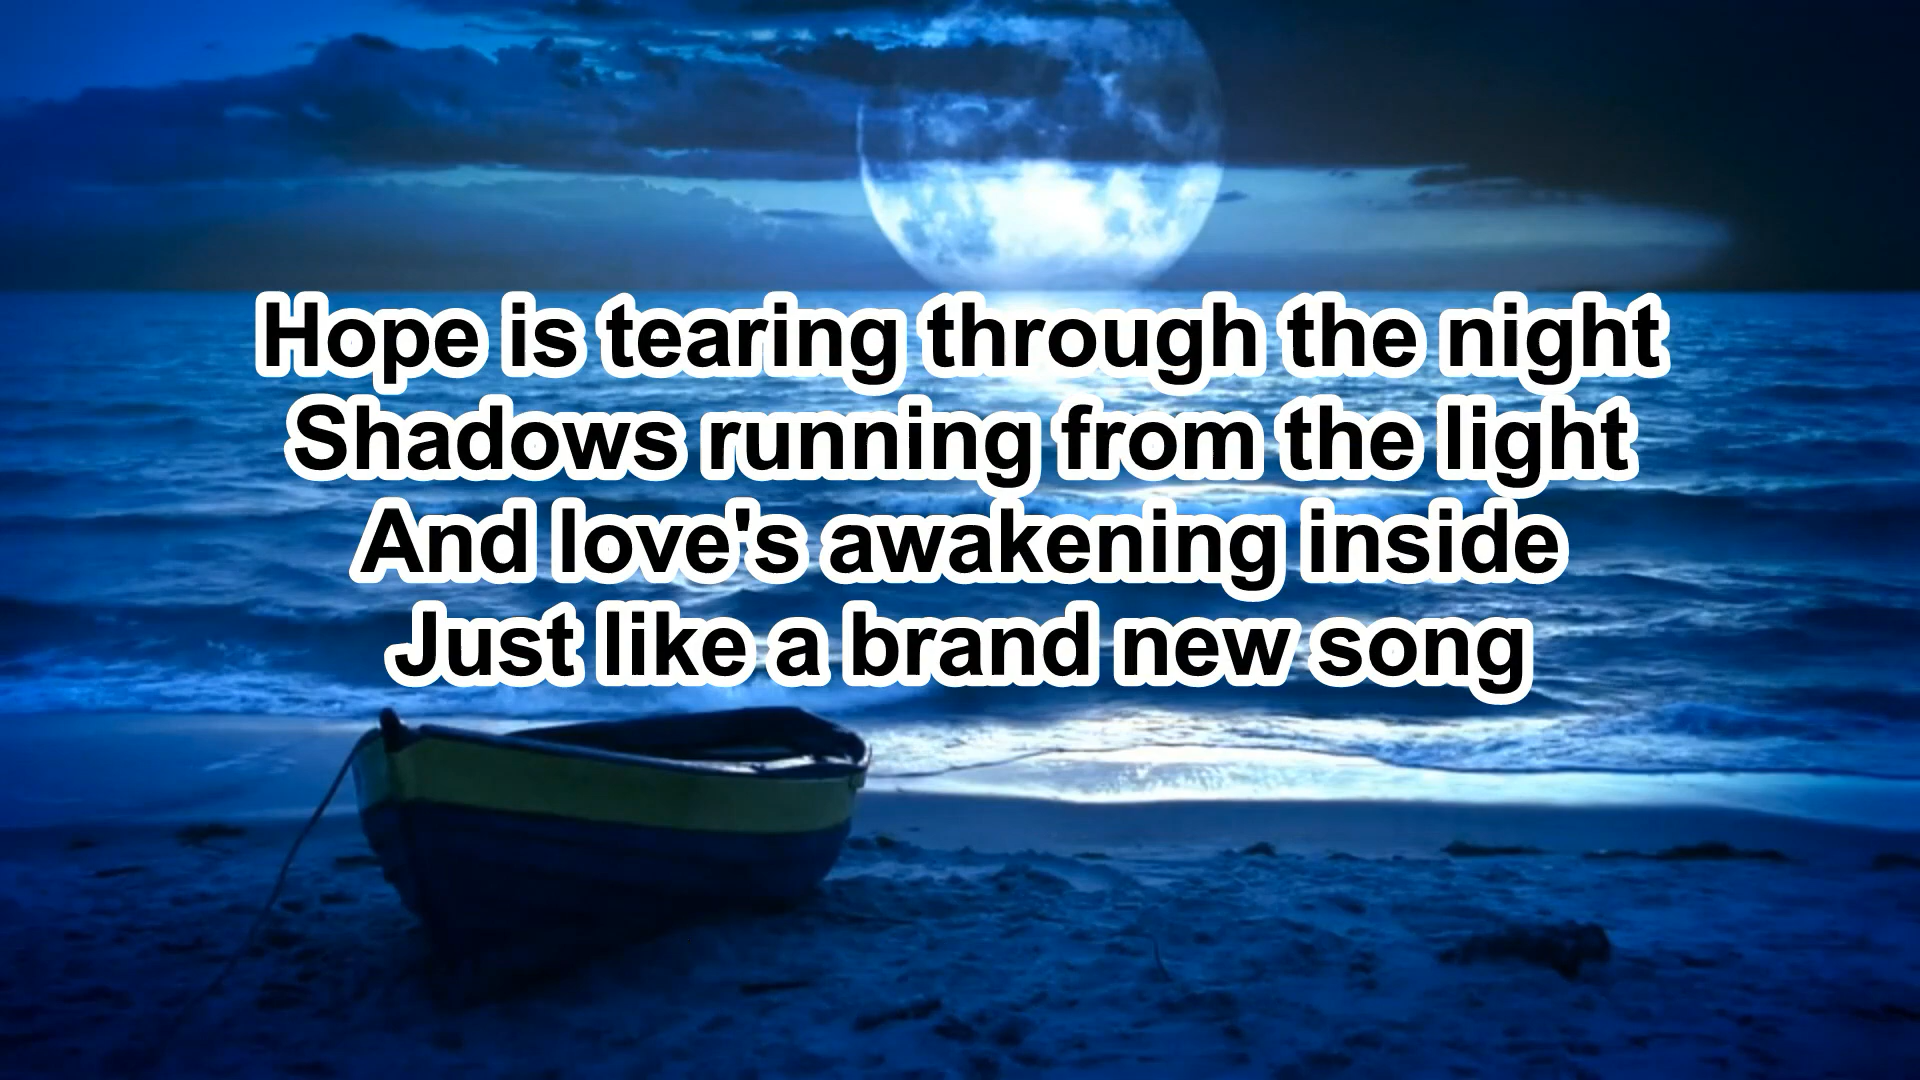 Hope is tearing through the night
Shadows running from the light
And love's awakening inside
Just like a brand new song